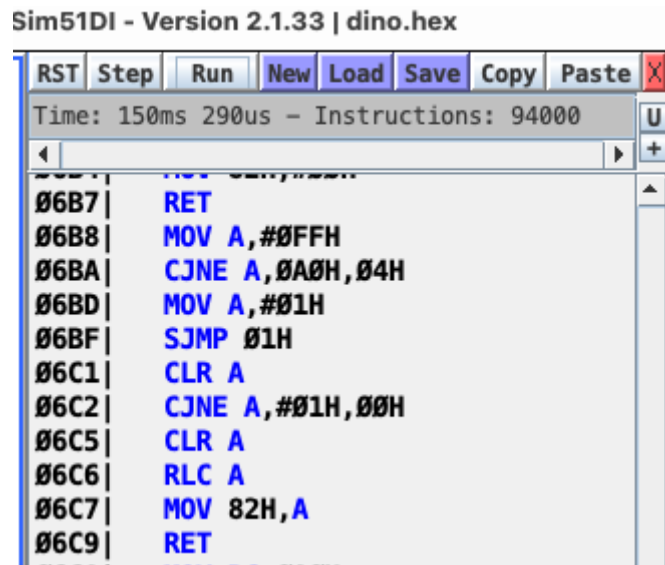 Sim51DI - Version 2.1.33 | dino.hex
RST Step Run New Load Save Copy Paste X
Time: 150ms 290us – Instructions: 94000 U
+
06B7| RET
06B8| MOV A,#0FFH
06BA| CJNE A,0A0H,04H
06BD| MOV A,#01H
06BF| SJMP 01H
06C1| CLR A
06C2| CJNE A,#01H,00H
06C5| CLR A
06C6| RLC A
06C7| MOV 82H,A
06C9| RET